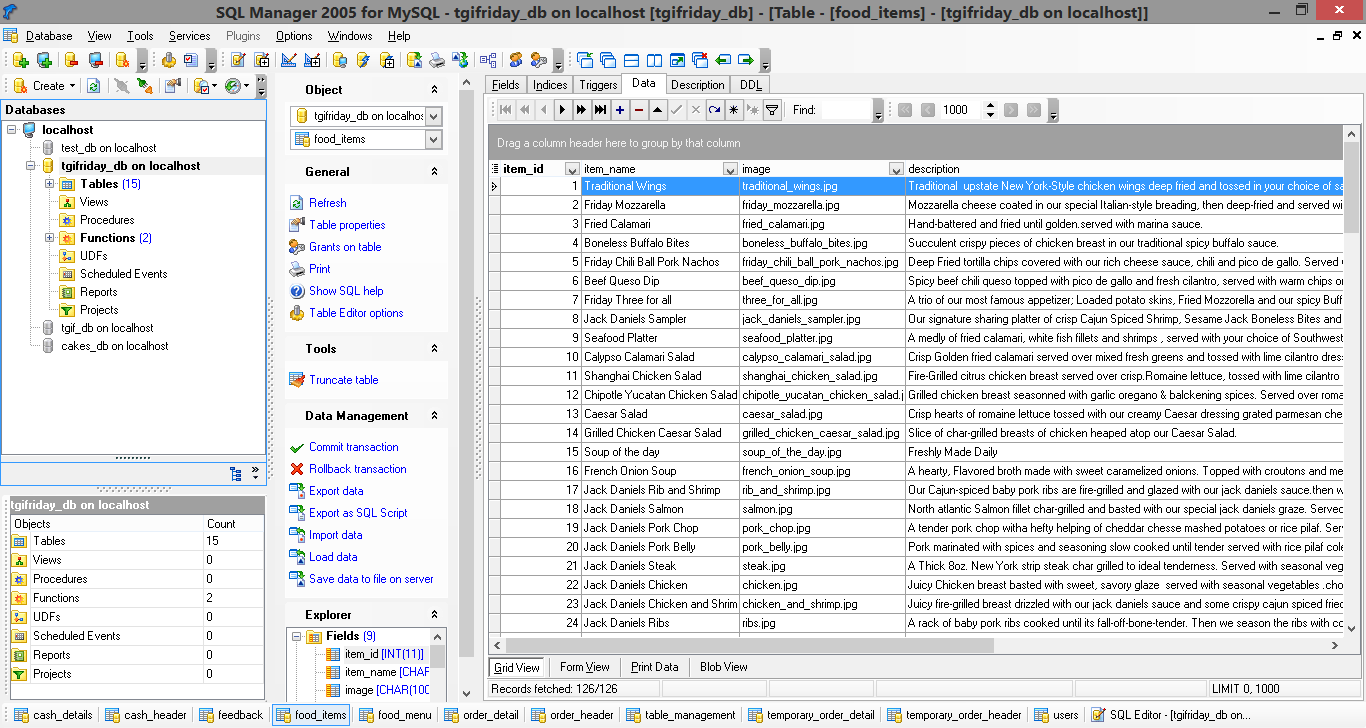 SQL Manager 2005 for MySQL - tgifriday_db on localhost [tgifriday_db] - [Table - [food_items] - [tgifriday_db on localhost]]
Database View Tools Services Plugins Options Windows Help
Create
Databases
localhost
test_db on localhost
tgifriday_db on localhost
Tables (15)
Views
Procedures
Functions (2)
UDFs
Scheduled Events
Reports
Projects
tgif_db on localhost
cakes_db on localhost
tgifriday_db on localhost
Objects Count
Tables 15
Views 0
Procedures 0
Functions 2
UDFs 0
Scheduled Events 0
Reports 0
Projects 0
Object
tgifriday_db on localhos
food_items
General
Refresh
Table properties
Grants on table
Print
Show SQL help
Table Editor options
Tools
Truncate table
Data Management
Commit transaction
Rollback transaction
Export data
Export as SQL Script
Import data
Load data
Save data to file on server
Explorer
Fields (9)
item_id [INT(11)]
item_name [CHAR
image [CHAR(100
Fields Indices Triggers Data Description DDL
Find: 1000
Drag a column header here to group by that column
item_id item_name image description
1 Traditional Wings traditional_wings.jpg Traditional upstate New York-Style chicken wings deep fried and tossed in your choice of sa
2 Friday Mozzarella friday_mozzarella.jpg Mozzarella cheese coated in our special Italian-style breading, then deep-fried and served wi
3 Fried Calamari fried_calamari.jpg Hand-battered and fried until golden.served with marina sauce.
4 Boneless Buffalo Bites boneless_buffalo_bites.jpg Succulent crispy pieces of chicken breast in our traditional spicy buffalo sauce.
5 Friday Chili Ball Pork Nachos friday_chili_ball_pork_nachos.jpg Deep Fried tortilla chips covered with our rich cheese sauce, chili and pico de gallo. Served
6 Beef Queso Dip beef_queso_dip.jpg Spicy beef chili queso topped with pico de gallo and fresh cilantro, served with warm chips or
7 Friday Three for all three_for_all.jpg A trio of our most famous appetizer; Loaded potato skins, Fried Mozzorella and our spicy Buff
8 Jack Daniels Sampler jack_daniels_sampler.jpg Our signature sharing platter of crisp Cajun Spiced Shrimp, Sesame Jack Boneless Bites and
9 Seafood Platter seafood_platter.jpg A medly of fried calamari, white fish fillets and shrimps , served with your choice of Southwest
10 Calypso Calamari Salad calypso_calamari_salad.jpg Crisp Golden fried calamari served over mixed fresh greens and tossed with lime cilantro dres
11 Shanghai Chicken Salad shanghai_chicken_salad.jpg Fire-Grilled citrus chicken breast served over crisp.Romaine lettuce, tossed with lime cilantro
12 Chipotle Yucatan Chicken Salad chipotle_yucatan_chicken_salad.j Grilled chicken breast seasonned with garlic oregano & balckening spices. Served over roma
13 Caesar Salad caesar_salad.jpg Crisp hearts of romaine lettuce tossed with our creamy Caesar dressing grated parmesan che
14 Grilled Chicken Caesar Salad grilled_chicken_caesar_salad.jpg Slice of char-grilled breasts of chicken heaped atop our Caesar Salad.
15 Soup of the day soup_of_the_day.jpg Freshly Made Daily
16 French Onion Soup french_onion_soup.jpg A hearty, Flavored broth made with sweet caramelized onions. Topped with croutons and me
17 Jack Daniels Rib and Shrimp rib_and_shrimp.jpg Our Cajun-spiced baby pork ribs are fire-grilled and glazed with our jack daniels sauce.then w
18 Jack Daniels Salmon salmon.jpg North atlantic Salmon fillet char-grilled and basted with our special jack daniels graze. Served
19 Jack Daniels Pork Chop pork_chop.jpg A tender pork chop witha hefty helping of cheddar chesse mashed potatoes or rice pilaf. Serv
20 Jack Daniels Pork Belly pork_belly.jpg Pork marinated with spices and seasoning slow cooked until tender served with rice pilaf cole
21 Jack Daniels Steak steak.jpg A Thick 8oz. New York strip steak char grilled to ideal tenderness. Served with seasonal veg
22 Jack Daniels Chicken chicken.jpg Juicy Chicken breast basted with sweet, savory glaze served with seasonal vegetables .cho
23 Jack Daniels Chicken and Shrim chicken_and_shrimp.jpg Juicy fire-grilled breast drizzled with our jack daniels sauce and some crispy cajun spiced fried
24 Jack Daniels Ribs ribs.jpg A rack of baby pork ribs cooked until its fall-off-bone-tender. Then we season the ribs with co
Grid View Form View Print Data Blob View
Records fetched: 126/126 LIMIT 0, 1000
cash_details cash_header feedback food_items food_menu order_detail order_header table_management temporary_order_detail temporary_order_header users SQL Editor - [tgifriday_db on...